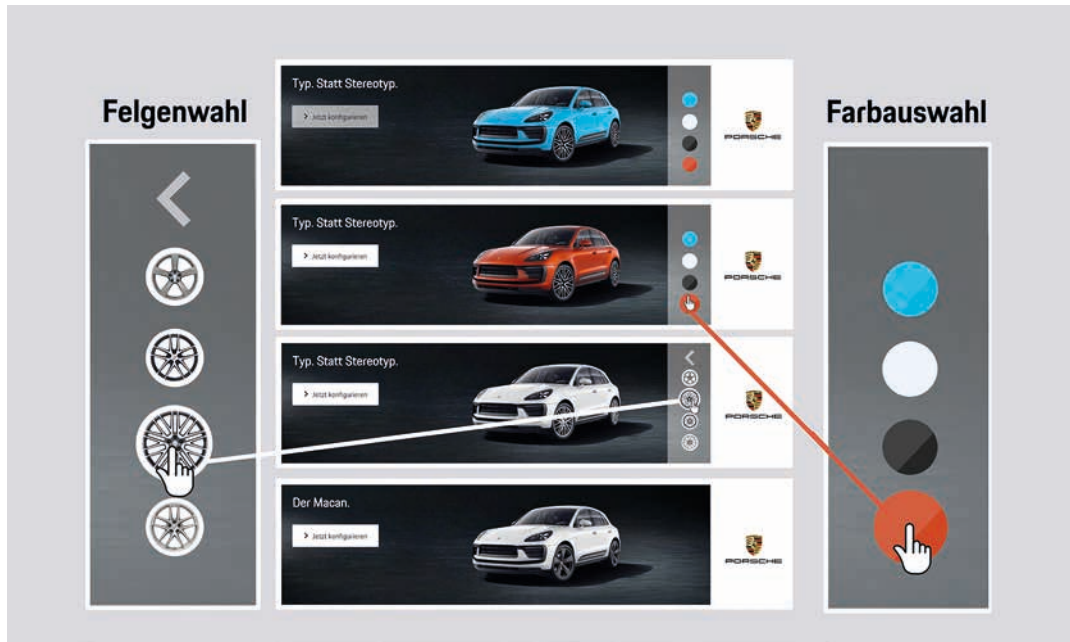 Felgenwahl
Typ. Statt Stereotyp.
> Jetzt konfigurieren
PORSCHE
Typ. Statt Stereotyp.
> Jetzt konfigurieren
PORSCHE
Typ. Statt Stereotyp.
> Jetzt konfigurieren
PORSCHE
Der Macan.
> Jetzt konfigurieren
PORSCHE
Farbauswahl